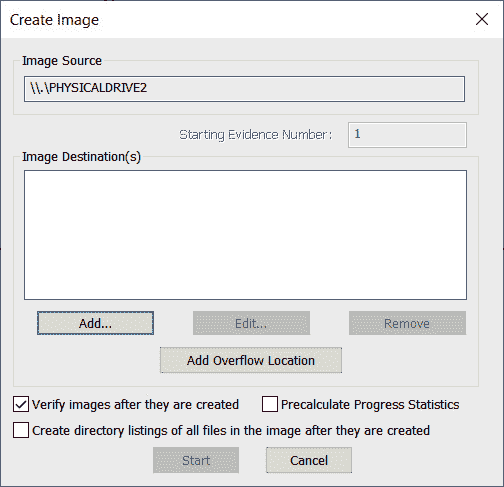 Create Image
Image Source
\\.\PHYSICALDRIVE2
Starting Evidence Number: 1
Image Destination(s)
Add... Edit... Remove
Add Overflow Location
Verify images after they are created Precalculate Progress Statistics
Create directory listings of all files in the image after they are created
Start Cancel